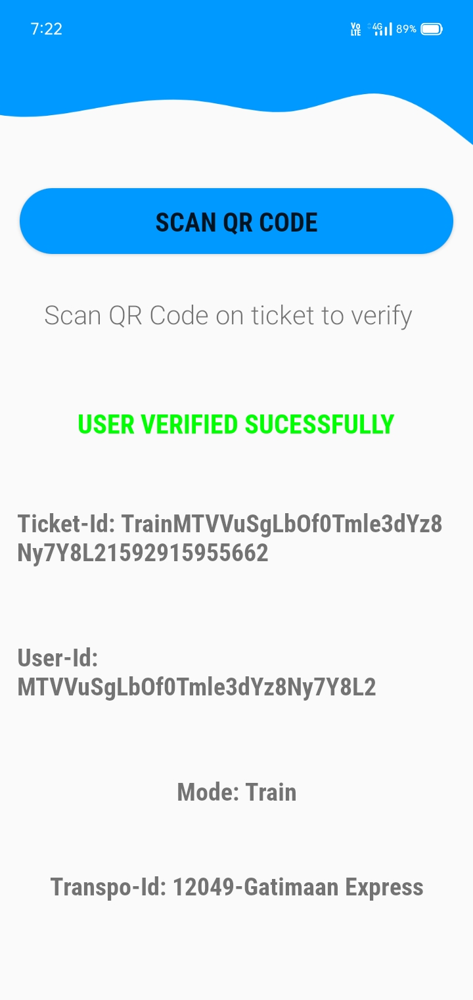 7:22
Vo LTE 4G 89%
SCAN QR CODE
Scan QR Code on ticket to verify
USER VERIFIED SUCESSFULLY
Ticket-Id: TrainMTVVuSgLbOf0Tmle3dYz8
Ny7Y8L21592915955662
User-Id:
MTVVuSgLbOf0Tmle3dYz8Ny7Y8L2
Mode: Train
Transpo-Id: 12049-Gatimaan Express